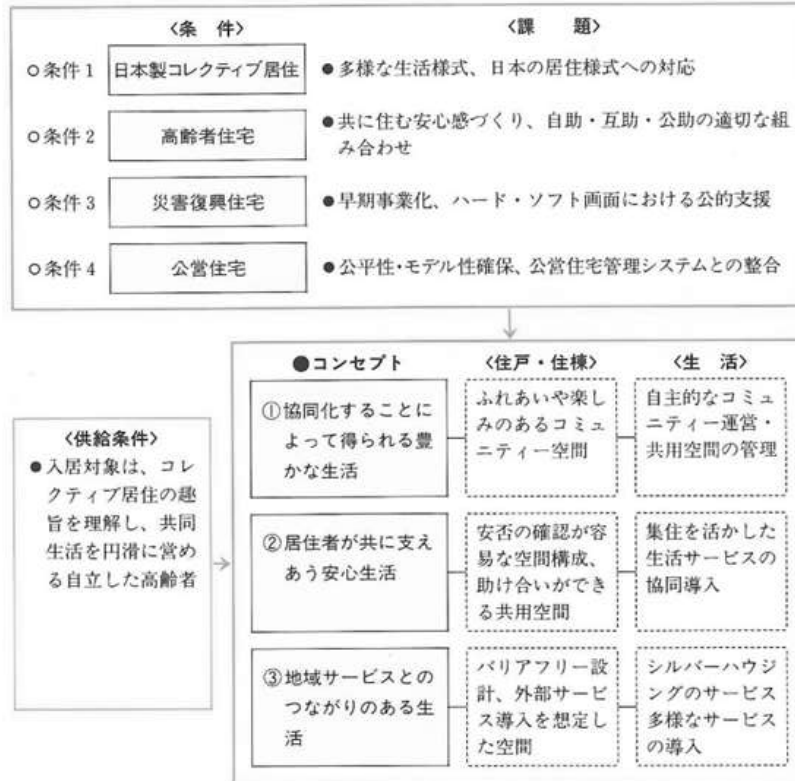 〈条 件〉
〈課 題〉
○条件1
日本製コレクティブ居住
●多様な生活様式、日本の居住様式への対応
○条件2
高齢者住宅
●共に住む安心感づくり、自助・互助・公助の適切な組
み合わせ
○条件3
災害復興住宅
●早期事業化、ハード・ソフト画面における公的支援
○条件4
公営住宅
●公平性・モデル性確保、公営住宅管理システムとの整合
〈供給条件〉
●入居対象は、コレ
クティブ居住の趣
旨を理解し、共同
生活を円滑に営め
る自立した高齢者
●コンセプト
〈住戸・住棟〉
〈生 活〉
①協同化することに
よって得られる豊
かな生活
ふれあいや楽し
みのあるコミュ
ニティー空間
自主的なコミュ
ニティー運営・
共用空間の管理
②居住者が共に支え
あう安心生活
安否の確認が容
易な空間構成、
助け合いができ
る共用空間
集住を活かした
生活サービスの
協同導入
③地域サービスとの
つながりのある生
活
バリアフリー設
計、外部サービ
ス導入を想定し
た空間
シルバーハウジ
ングのサービス
多様なサービス
の導入